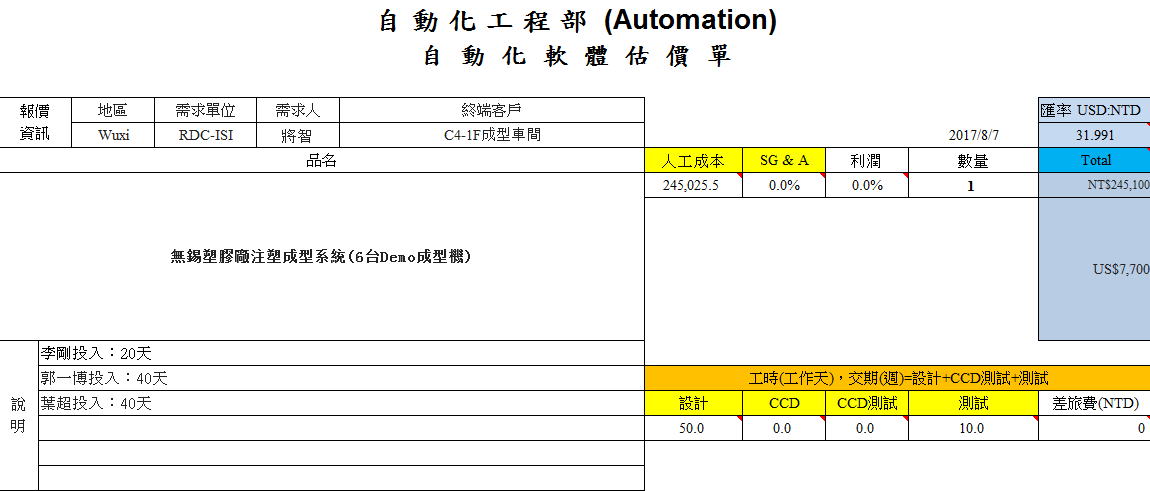 自動化工程部 (Automation)
自動化軟體估價單
報價資訊 地區 需求單位 需求人 終端客戶 匯率 USD:NTD
Wuxi RDC-ISI 將智 C4-1F成型車間 2017/8/7 31.991
品名 人工成本 SG & A 利潤 數量 Total
245,025.5 0.0% 0.0% 1 NT$245,100
無錫塑膠廠注塑成型系統(6台Demo成型機) US$7,700
說明
李剛投入：20天
郭一博投入：40天 工時(工作天)，交期(週)=設計+CCD測試+測試
葉超投入：40天 設計 CCD CCD測試 測試 差旅費(NTD)
50.0 0.0 0.0 10.0 0